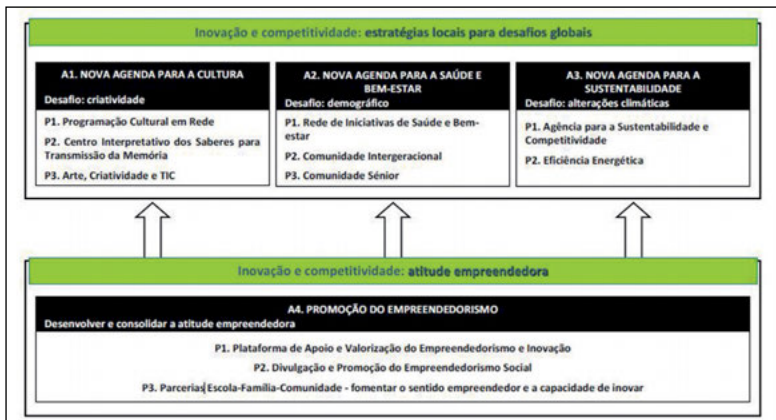 Inovação e competitividade: estratégias locais para desafios globais
A1. NOVA AGENDA PARA A CULTURA
Desafio: criatividade
P1. Programação Cultural em Rede
P2. Centro Interpretativo dos Saberes para
Transmissão da Memória
P3. Arte, Criatividade e TIC
A2. NOVA AGENDA PARA A SAÚDE E
BEM-ESTAR
Desafio: demográfico
P1. Rede de Iniciativas de Saúde e Bem-
estar
P2. Comunidade Intergeracional
P3. Comunidade Sénior
A3. NOVA AGENDA PARA A
SUSTENTABILIDADE
Desafio: alterações climáticas
P1. Agência para a Sustentabilidade e
Competitividade
P2. Eficiência Energética
Inovação e competitividade: atitude empreendedora
A4. PROMOÇÃO DO EMPREENDEDORISMO
Desenvolver e consolidar a atitude empreendedora
P1. Plataforma de Apoio e Valorização do Empreendedorismo e Inovação
P2. Divulgação e Promoção do Empreendedorismo Social
P3. Parcerias Escola-Família-Comunidade - fomentar o sentido empreendedor e a capacidade de inovar